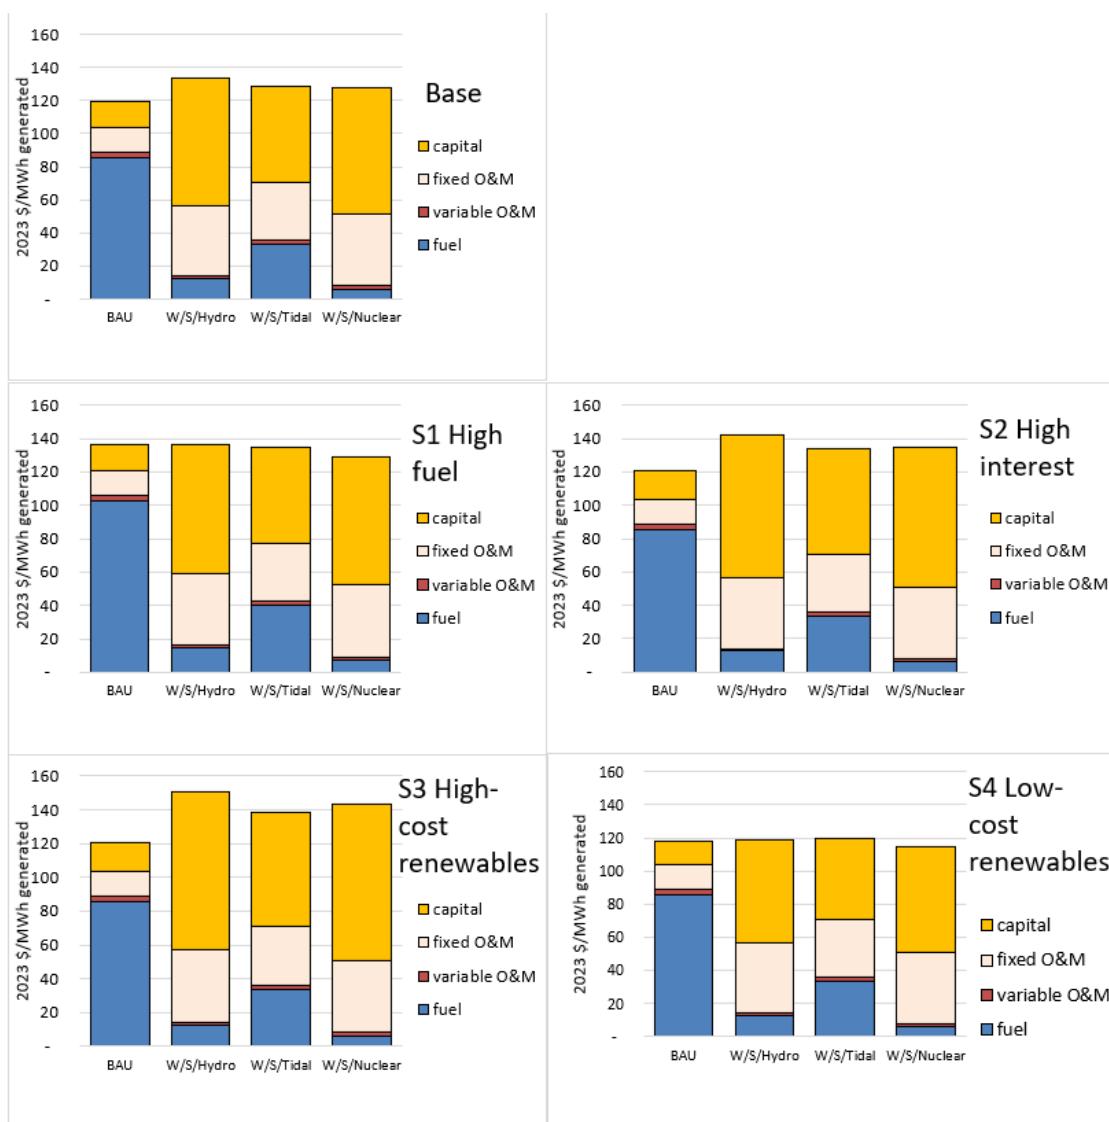 160
140
120
100
80
60
40
20
-
2023 $/MWh generated
BAU W/S/Hydro W/S/Tidal W/S/Nuclear
Base
capital
fixed O&M
variable O&M
fuel
160
140
120
100
80
60
40
20
-
2023 $/MWh generated
BAU W/S/Hydro W/S/Tidal W/S/Nuclear
S1 High
fuel
capital
fixed O&M
variable O&M
fuel
160
140
120
100
80
60
40
20
-
2023 $/MWh generated
BAU W/S/Hydro W/S/Tidal W/S/Nuclear
S2 High
interest
capital
fixed O&M
variable O&M
fuel
160
140
120
100
80
60
40
20
-
2023 $/MWh generated
BAU W/S/Hydro W/S/Tidal W/S/Nuclear
S3 High-
cost
renewables
capital
fixed O&M
variable O&M
fuel
160
140
120
100
80
60
40
20
-
2023 $/MWh generated
BAU W/S/Hydro W/S/Tidal W/S/Nuclear
S4 Low-
cost
renewables
capital
fixed O&M
variable O&M
fuel